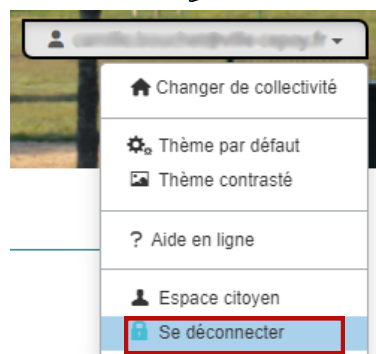 Changer de collectivité
Thème par défaut
Thème contrasté
? Aide en ligne
Espace citoyen
Se déconnecter